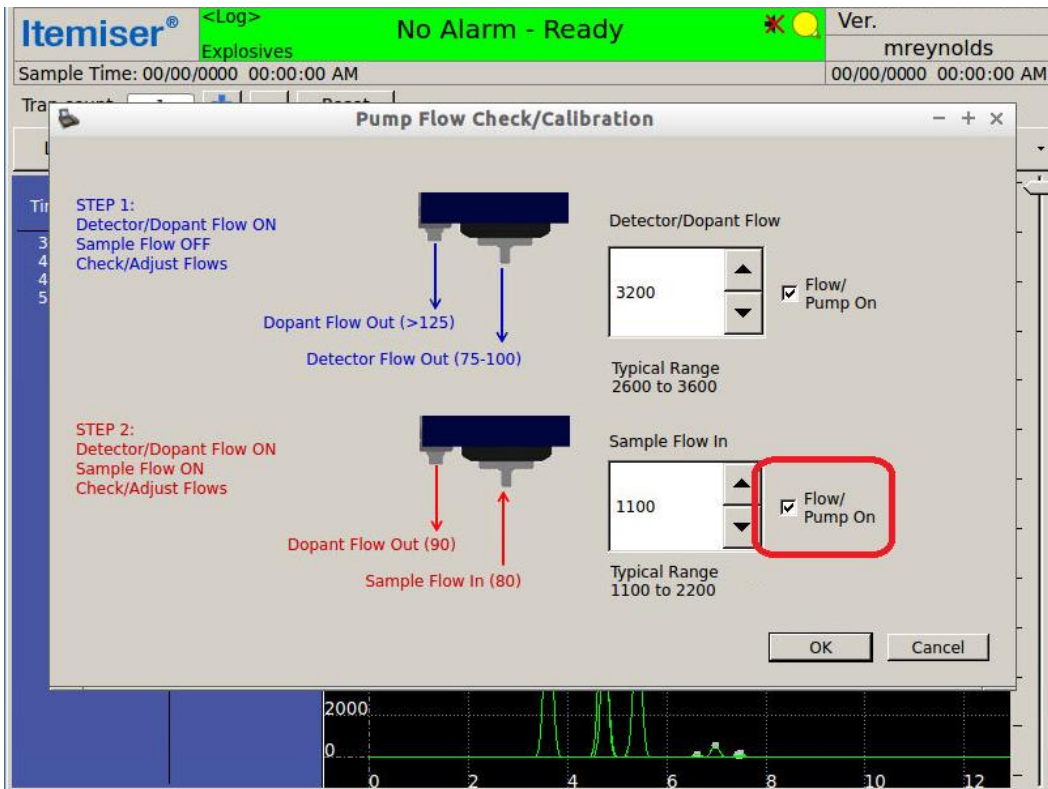 Itemiser®
<Log>
Explosives
No Alarm - Ready
Ver.
mreynolds
Sample Time: 00/00/0000 00:00:00 AM
00/00/0000 00:00:00 AM
Pump Flow Check/Calibration
STEP 1:
Detector/Dopant Flow ON
Sample Flow OFF
Check/Adjust Flows
Dopant Flow Out (>125)
Detector Flow Out (75-100)
Detector/Dopant Flow
3200
Flow/
Pump On
Typical Range
2600 to 3600
STEP 2:
Detector/Dopant Flow ON
Sample Flow ON
Check/Adjust Flows
Dopant Flow Out (90)
Sample Flow In (80)
Sample Flow In
1100
Flow/
Pump On
Typical Range
1100 to 2200
OK
Cancel
3
4
4
5
2000
0
0 2 4 6 8 10 12